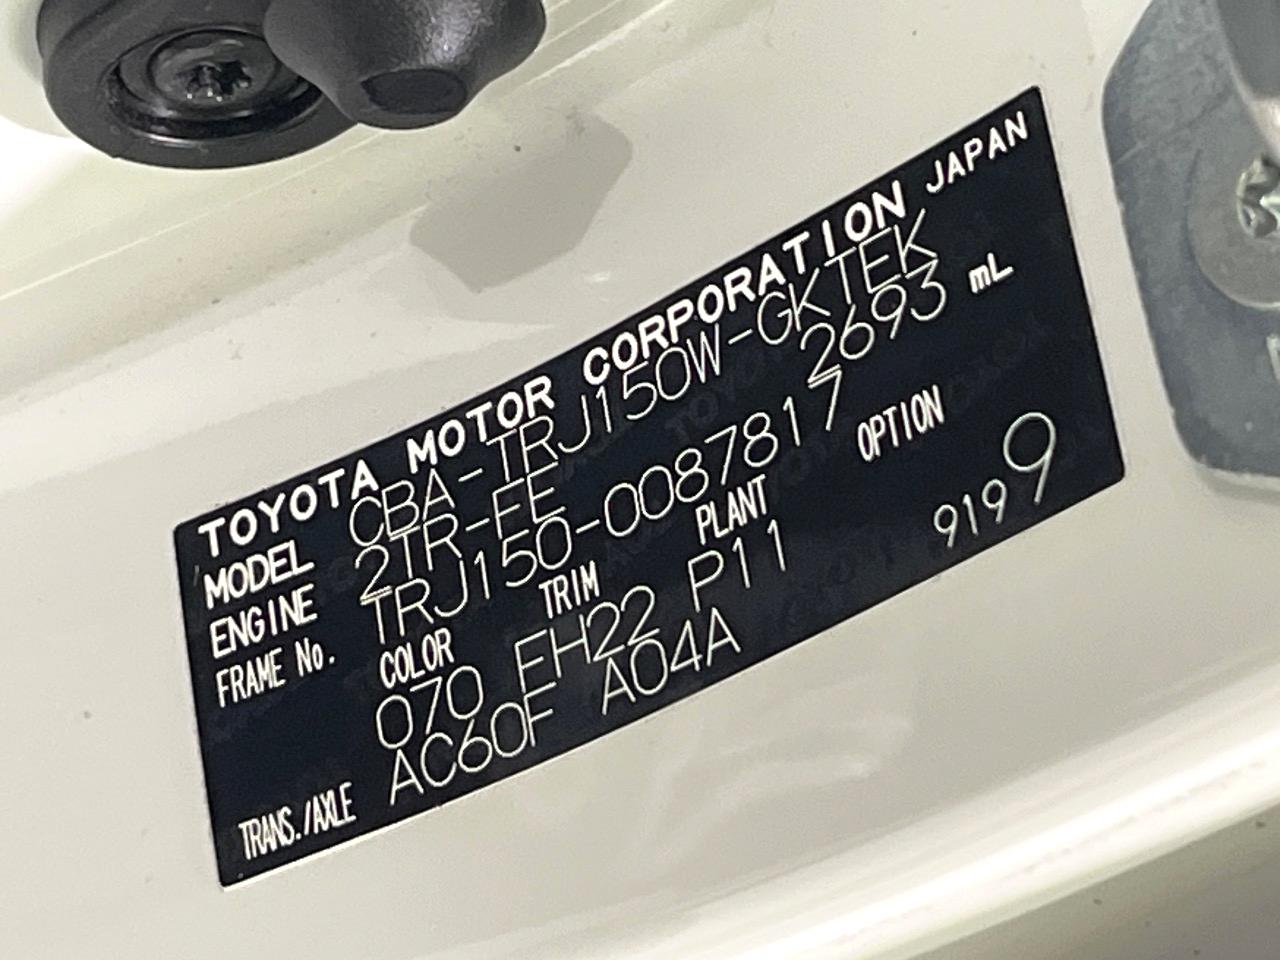 TOYOTA MOTOR CORPORATION JAPAN
MODEL CBA-TRJ150W-GKTEK
ENGINE 2TR-FE 2693 mL
FRAME No. TRJ150-0087817
COLOR TRIM PLANT OPTION
070 FH22 P11 9199
TRANS./AXLE AC60F A04A